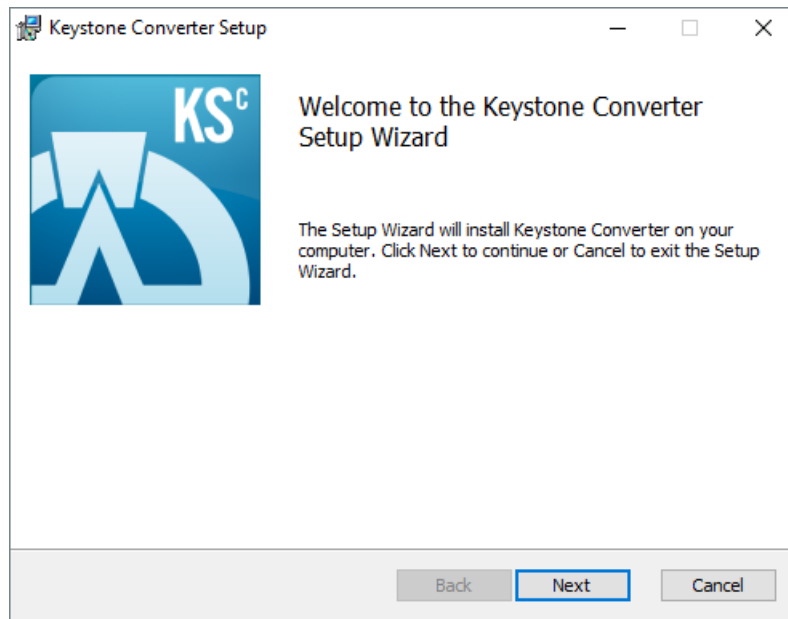 Keystone Converter Setup
KSc
Welcome to the Keystone Converter
Setup Wizard
The Setup Wizard will install Keystone Converter on your
computer. Click Next to continue or Cancel to exit the Setup
Wizard.
Back Next Cancel